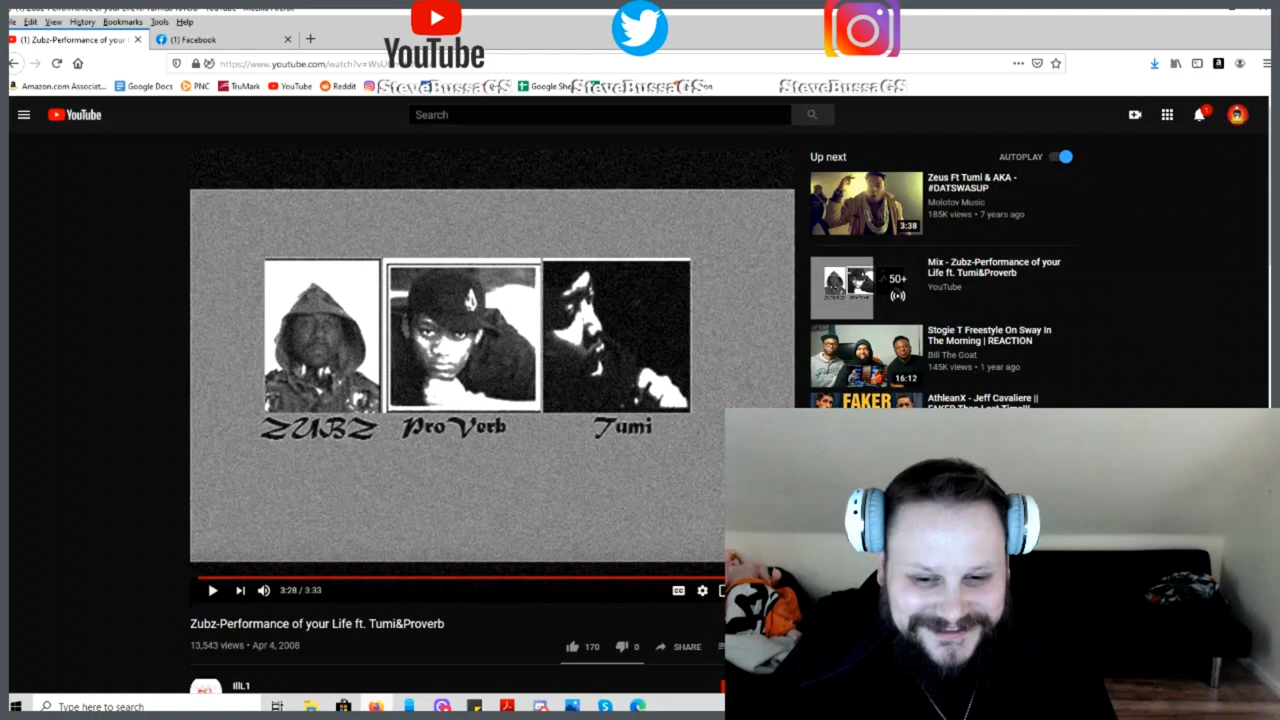 Edit View History Bookmarks Tools Help
(1) Zubz-Performance of your
(1) Facebook
YouTube
https://www.youtube.com/watch?v=
Amazon.com Associat...
Google Docs
PNC
TruMark
YouTube
Reddit
SteveBussaGS
Google She
SteveBussaGS
SteveBussaGS
YouTube
Search
1
Up next
AUTOPLAY
Zeus Ft Tumi & AKA -
#DATSWASUP
Molotov Music
185K views • 7 years ago
3:38
Mix - Zubz-Performance of your
Life ft. Tumi&Proverb
YouTube
50+
Stogie T Freestyle On Sway In
The Morning | REACTION
Bill The Goat
145K views • 1 year ago
16:12
AthleanX - Jeff Cavaliere ||
FAKER
ZUBZ ProVerb Tumi
3:28 / 3:33
CC
Zubz-Performance of your Life ft. Tumi&Proverb
13,543 views • Apr 4, 2008
170
0
SHARE
Type here to search